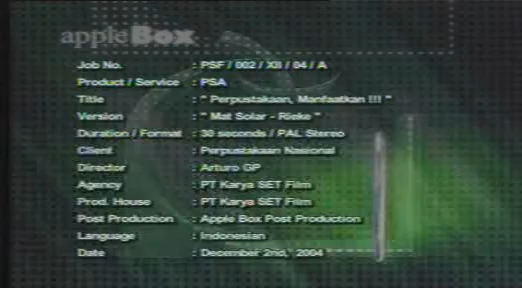 apple Box
Job No. : PSF / 002 / XII / 04 / A
Product / Service : PSA
Title : " Perpustakaan, Manfaatkan !!! "
Version : " Mat Solar - Rieke "
Duration / Format : 30 seconds / PAL Stereo
Client : Perpustakaan Nasional
Director : Arturo GP
Agency : PT Karya SET Film
Prod. House : PT Karya SET Film
Post Production : Apple Box Post Production
Language : Indonesian
Date : December 2nd, 2004